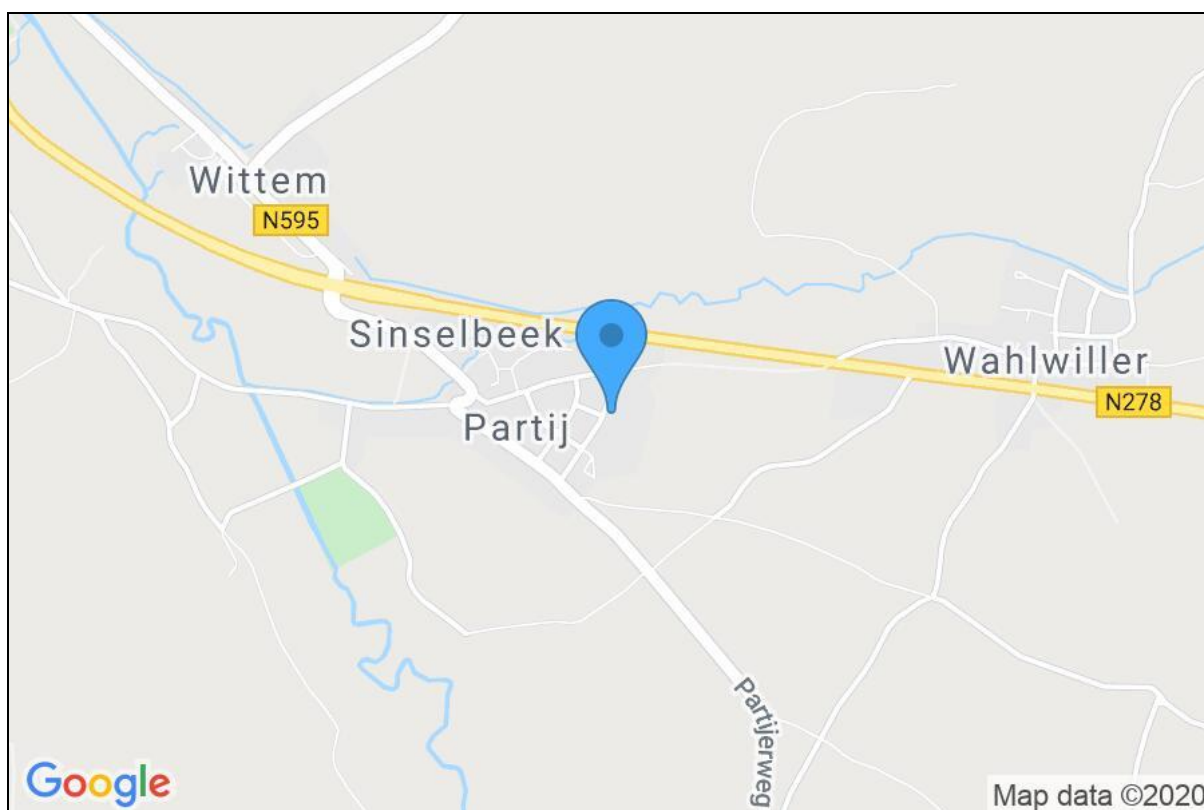 Wittem
N595
Sinselbeek
Wahlwiller
N278
Partij
Partijerweg
Google
Map data ©2020